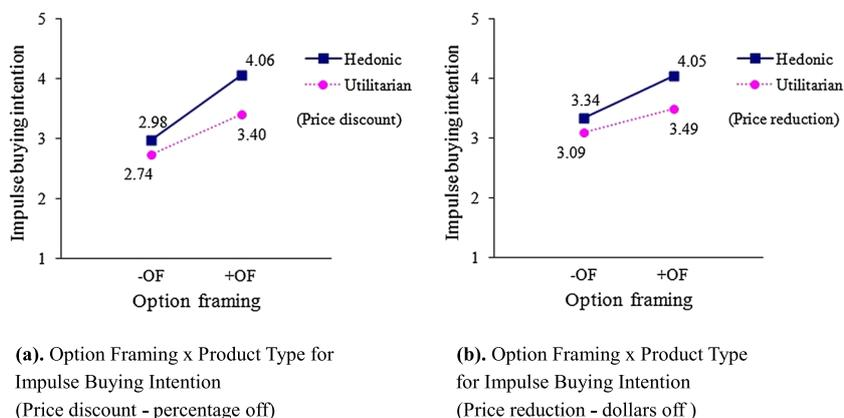 5
4
3
2
1
Impulse buying intention
2.98
4.06
2.74
3.40
Hedonic
Utilitarian
(Price discount)
-OF +OF
Option framing
(a). Option Framing x Product Type for
Impulse Buying Intention
(Price discount - percentage off)
5
4
3
2
1
Impulse buying intention
3.34
4.05
3.09
3.49
Hedonic
Utilitarian
(Price reduction)
-OF +OF
Option framing
(b). Option Framing x Product Type
for Impulse Buying Intention
(Price reduction - dollars off )